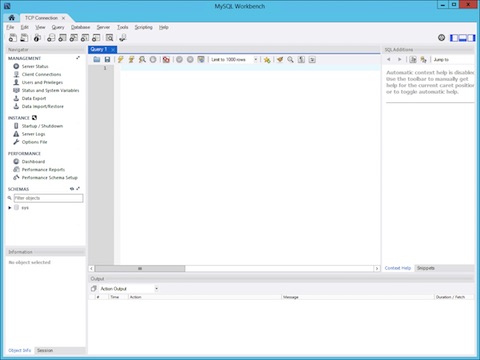 MySQL Workbench
TCP Connection
File Edit View Query Database Server Tools Scripting Help
Navigator
MANAGEMENT
Server Status
Client Connections
Users and Privileges
Status and System Variables
Data Export
Data Import/Restore
INSTANCE
Startup / Shutdown
Server Logs
Options File
PERFORMANCE
Dashboard
Performance Reports
Performance Schema Setup
SCHEMAS
Filter objects
sys
Information
No object selected
Object Info Session
Query 1
Limit to 1000 rows
1
SQL Additions
Jump to
Automatic context help is disabled.
Use the toolbar to manually get
help for the current caret position
or to toggle automatic help.
Context Help Snippets
Output
Action Output
# Time Action Message Duration / Fetch